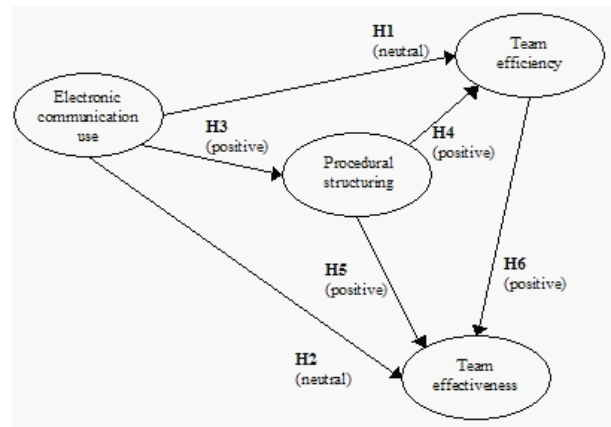 H1
(neutral)
Team
efficiency
Electronic
communication
use
H3
(positive)
H4
(positive)
Procedural
structuring
H5
(positive)
H6
(positive)
H2
(neutral)
Team
effectiveness